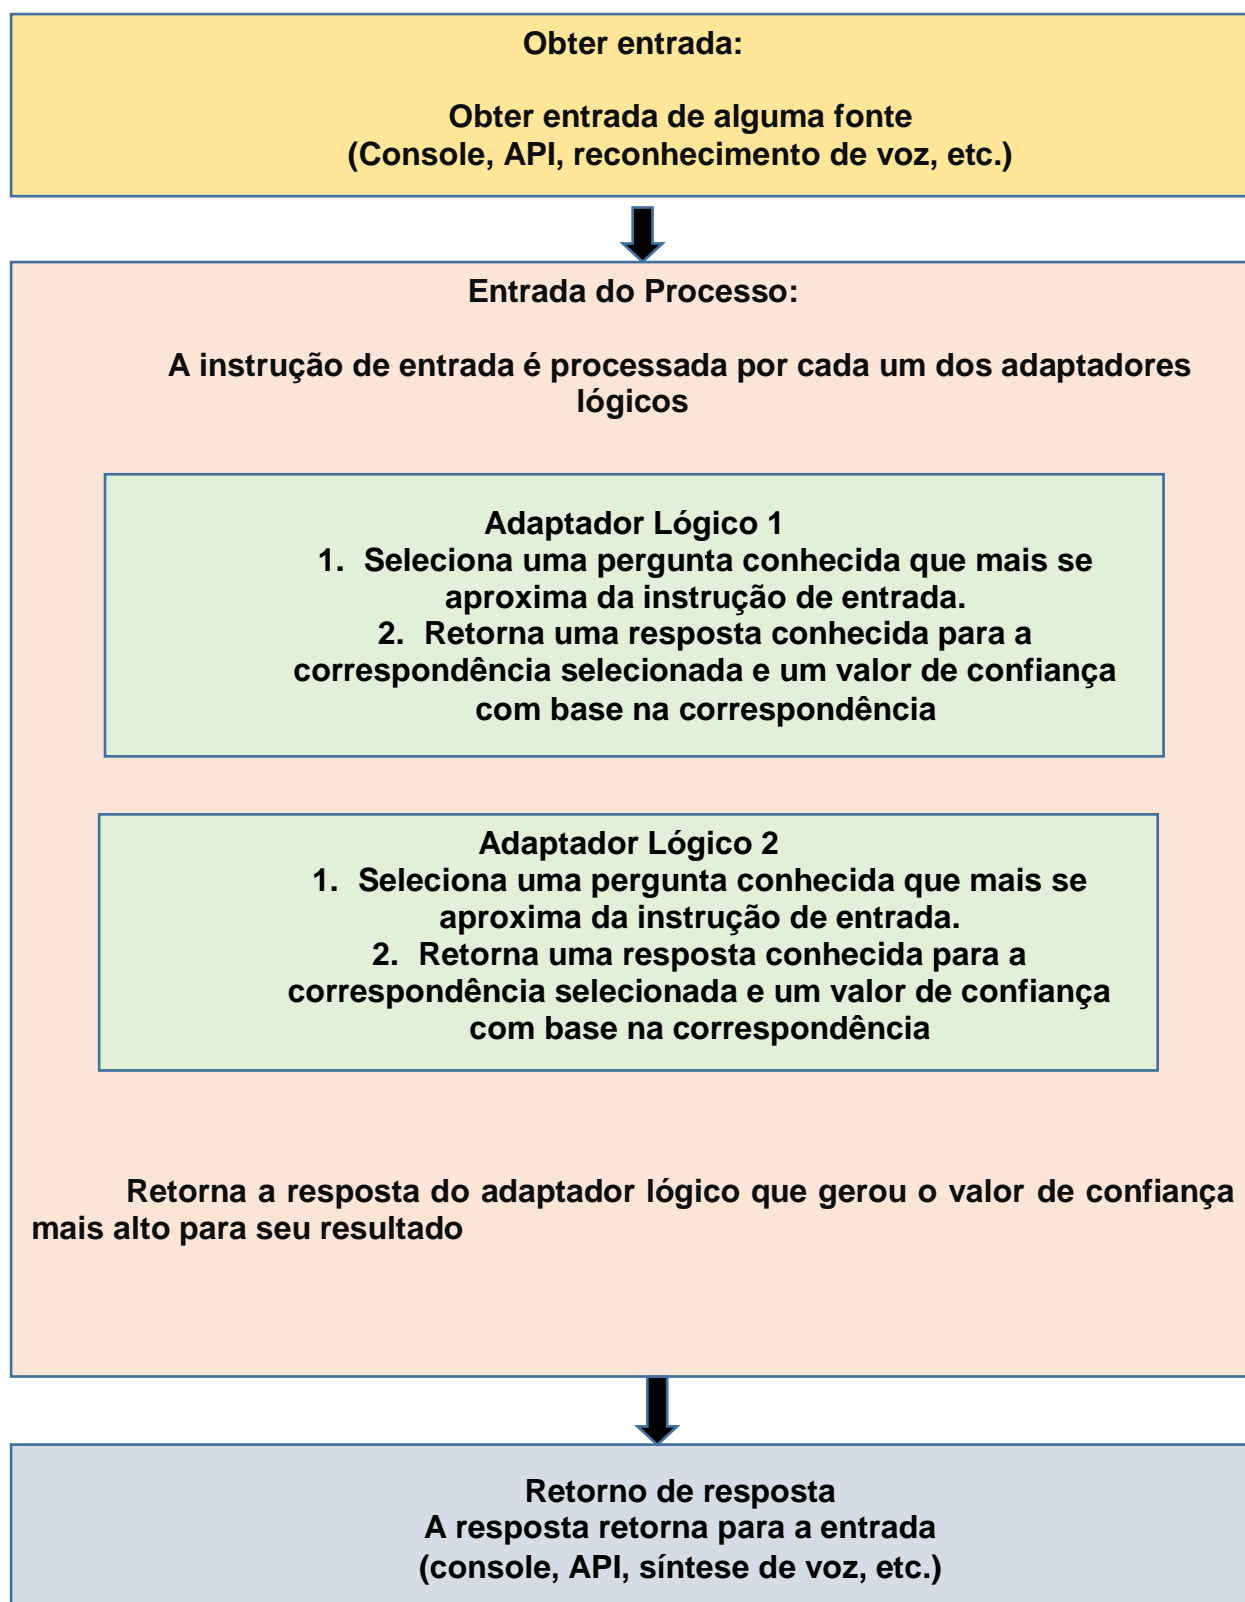 Obter entrada:
Obter entrada de alguma fonte
(Console, API, reconhecimento de voz, etc.)
Entrada do Processo:
A instrução de entrada é processada por cada um dos adaptadores
lógicos
Adaptador Lógico 1
1. Seleciona uma pergunta conhecida que mais se
aproxima da instrução de entrada.
2. Retorna uma resposta conhecida para a
correspondência selecionada e um valor de confiança
com base na correspondência
Adaptador Lógico 2
1. Seleciona uma pergunta conhecida que mais se
aproxima da instrução de entrada.
2. Retorna uma resposta conhecida para a
correspondência selecionada e um valor de confiança
com base na correspondência
Retorna a resposta do adaptador lógico que gerou o valor de confiança
mais alto para seu resultado
Retorno de resposta
A resposta retorna para a entrada
(console, API, síntese de voz, etc.)